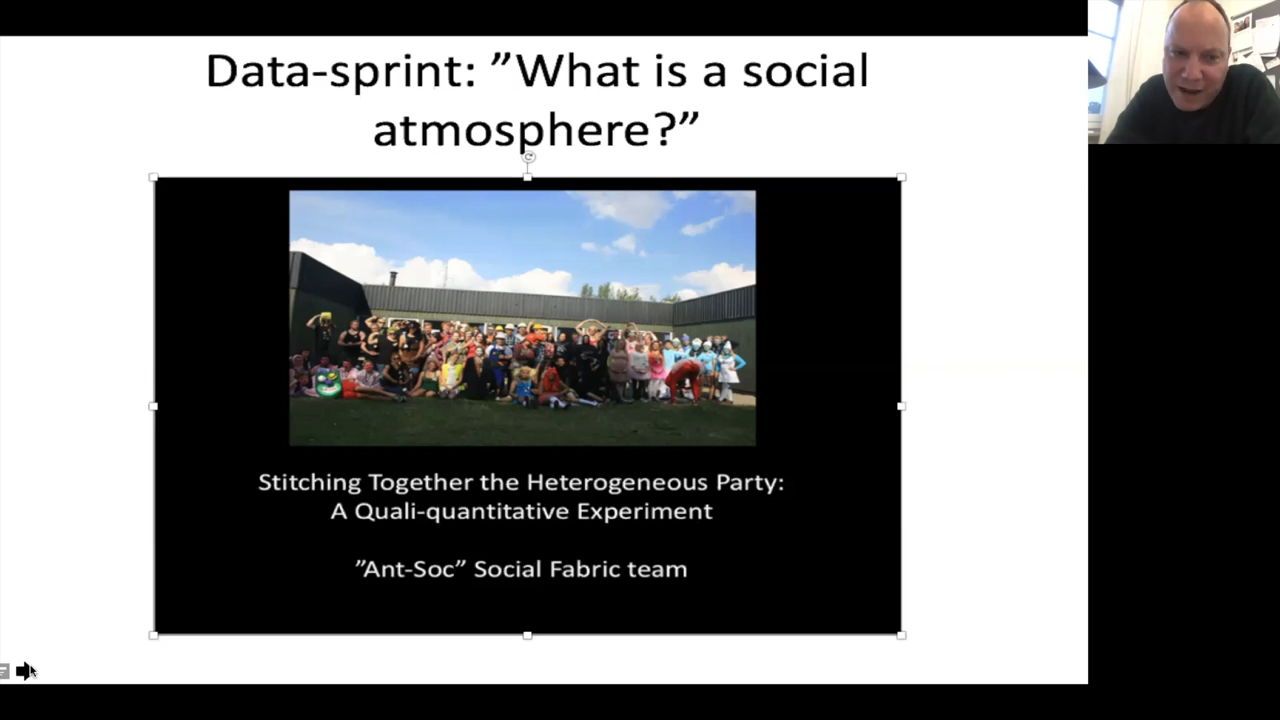 Data-sprint: ”What is a social
atmosphere?”
Stitching Together the Heterogeneous Party:
A Quali-quantitative Experiment
”Ant-Soc” Social Fabric team